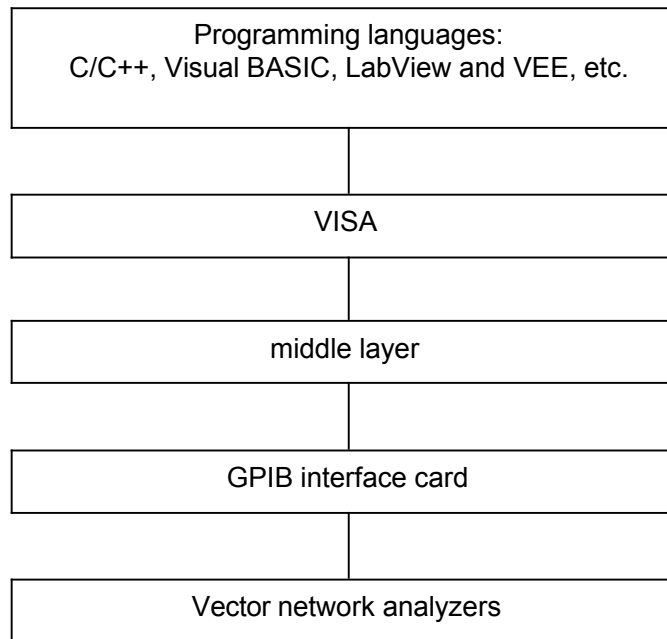 Programming languages:
C/C++, Visual BASIC, LabView and VEE, etc.
VISA
middle layer
GPIB interface card
Vector network analyzers